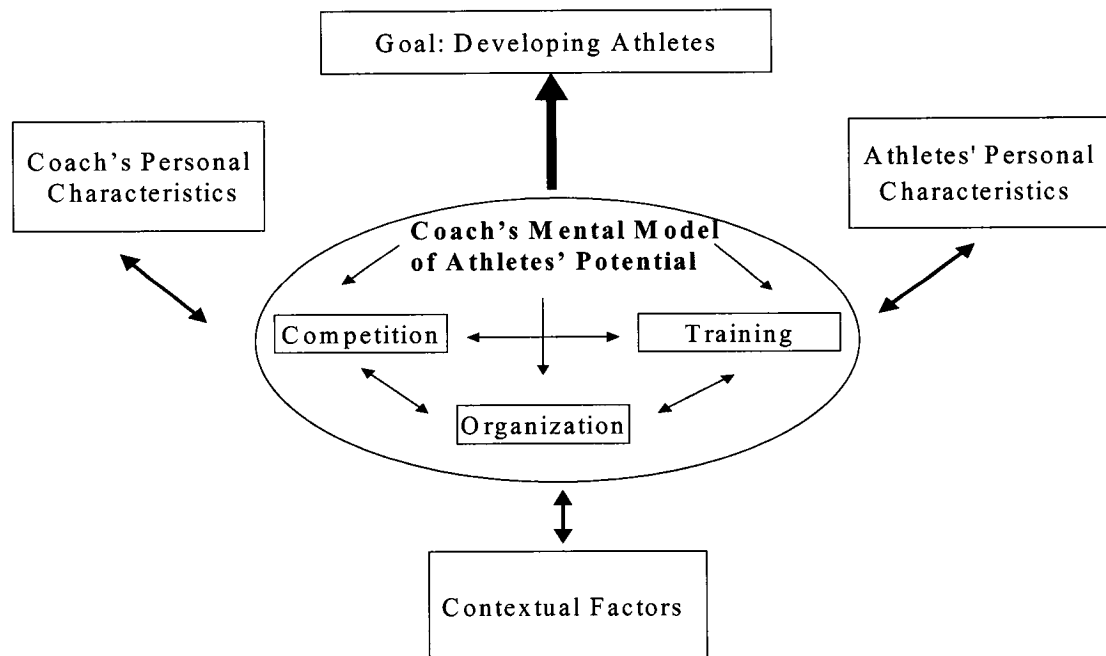 Goal: Developing Athletes
Coach's Personal
Characteristics
Athletes' Personal
Characteristics
Coach's Mental Model
of Athletes' Potential
Competition
Training
Organization
Contextual Factors